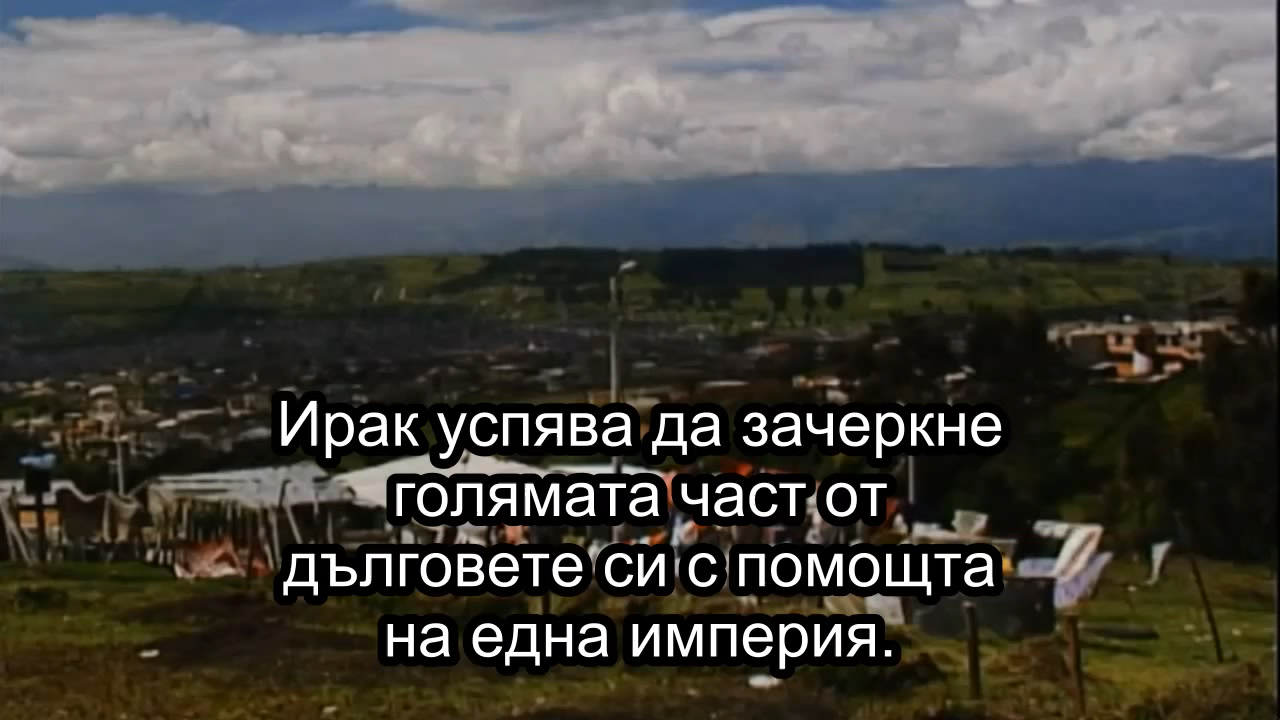 Ирак успява да зачеркне
голямата част от
дълговете си с помощта
на една империя.